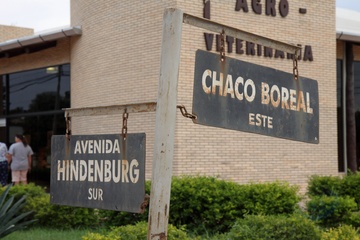 AGRO -
VETERINARIA
CHACO BOREAL
ESTE
AVENIDA
HINDENBURG
SUR